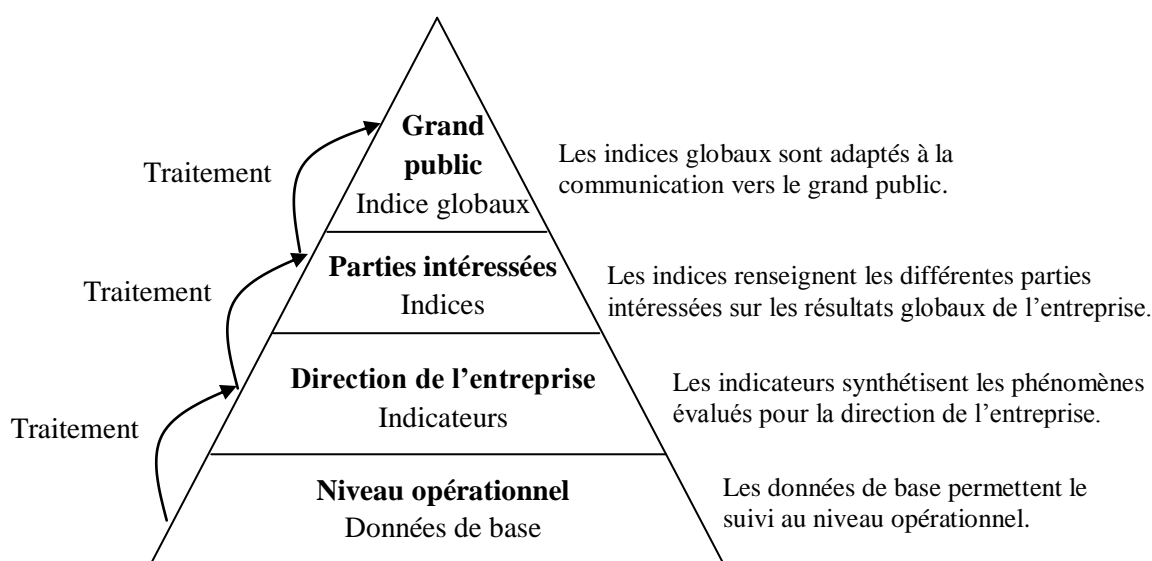 Grand
public
Indice globaux
Traitement
Les indices globaux sont adaptés à la
communication vers le grand public.
Parties intéressées
Indices
Traitement
Les indices renseignent les différentes parties
intéressées sur les résultats globaux de l’entreprise.
Direction de l’entreprise
Indicateurs
Traitement
Les indicateurs synthétisent les phénomènes
évalués pour la direction de l’entreprise.
Niveau opérationnel
Données de base
Les données de base permettent le
suivi au niveau opérationnel.